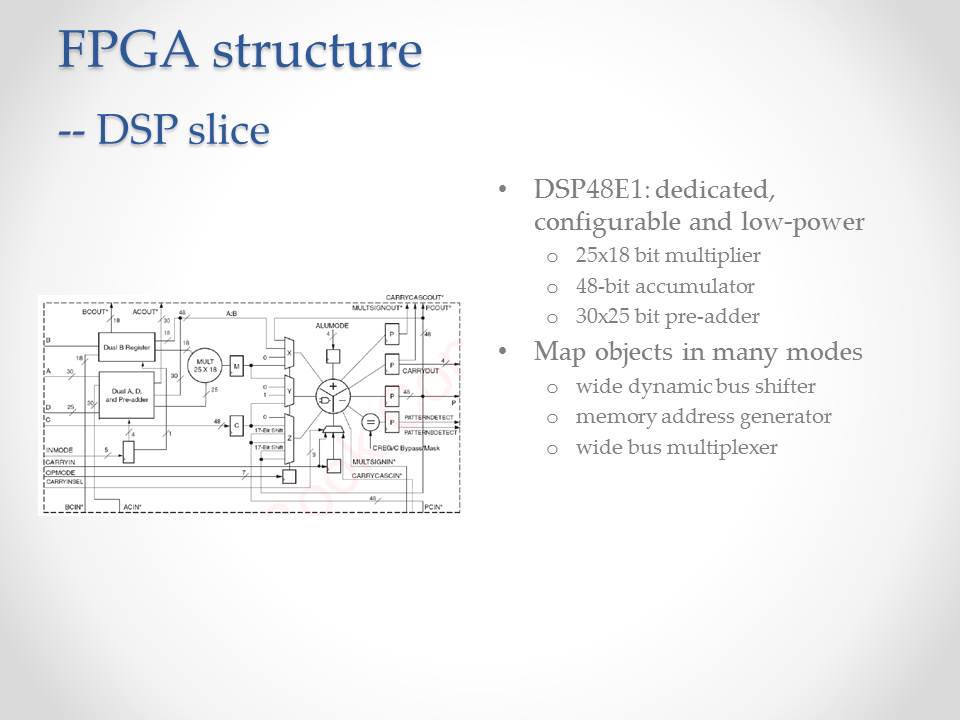 FPGA structure
-- DSP slice
• DSP48E1: dedicated,
configurable and low-power
o 25x18 bit multiplier
o 48-bit accumulator
o 30x25 bit pre-adder
• Map objects in many modes
o wide dynamic bus shifter
o memory address generator
o wide bus multiplexer
CARRYCASCOUT*
BCOUT* ACOUT* 48 A:B MULTSIGNOUT* PCOUT*
18 30 ALUMODE
B 18 18 4 48
Dual B Register X P
18 MULT 0 4
A 30 25 X 18 M P CARRYOUT
Dual A, D, 30 0
and Pre-adder 25 1 Y P 48 P
D 25 30
C 48 C 0 PATTERNDETECT
17-Bit Shift = P
4 1 17-Bit Shift Z PATTERNDETECT
INMODE 5 3 CREG/C Bypass/Mask
CARRYIN MULTSIGNIN*
OPMODE 7 CARRYCASCIN*
CARRYINSEL
48
BCIN* ACIN* PCIN*